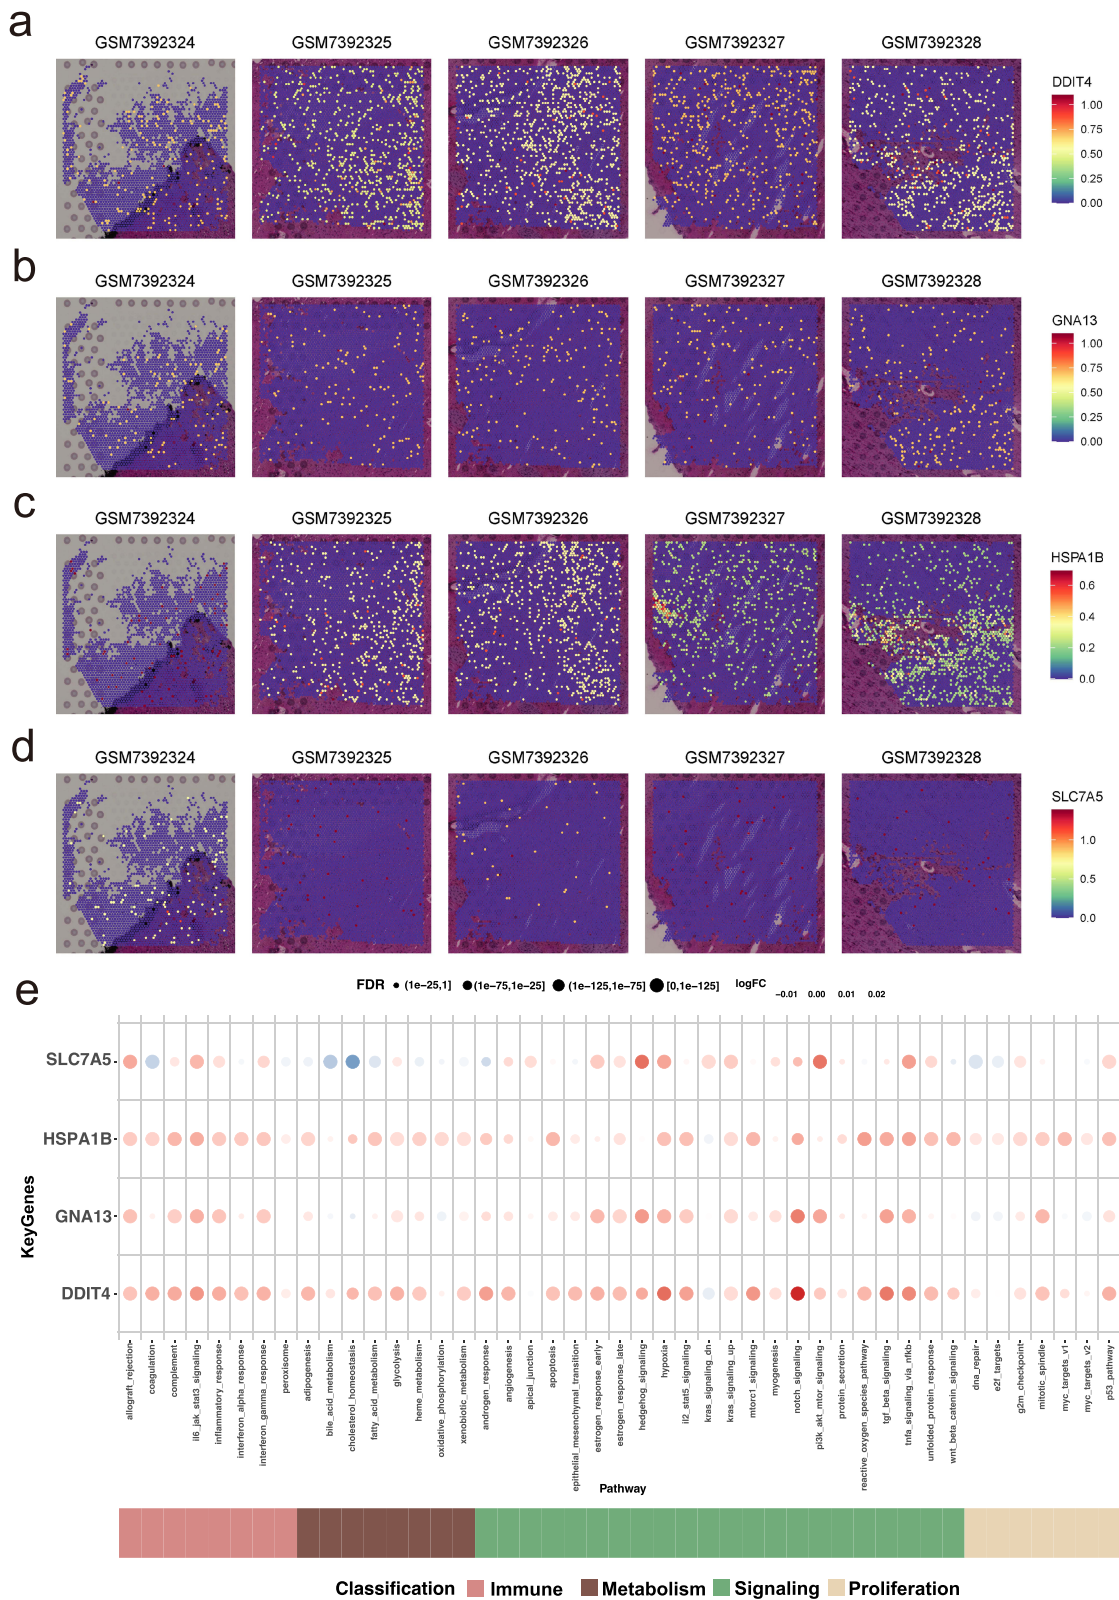 a
GSM7392324 GSM7392325 GSM7392326 GSM7392327 GSM7392328
DDIT4
1.00
0.75
0.50
0.25
0.00
b
GSM7392324 GSM7392325 GSM7392326 GSM7392327 GSM7392328
GNA13
1.00
0.75
0.50
0.25
0.00
c
GSM7392324 GSM7392325 GSM7392326 GSM7392327 GSM7392328
HSPA1B
0.6
0.4
0.2
0.0
d
GSM7392324 GSM7392325 GSM7392326 GSM7392327 GSM7392328
SLC7A5
1.0
0.5
0.0
e
FDR (1e−25,1] (1e−75,1e−25] (1e−125,1e−75] [0,1e−125] logFC
−0.01 0.00 0.01 0.02
KeyGenes
SLC7A5
HSPA1B
GNA13
DDIT4
allograft_rejection
coagulation
complement
il6_jak_stat3_signaling
inflammatory_response
interferon_alpha_response
interferon_gamma_response
peroxisome
adipogenesis
bile_acid_metabolism
cholesterol_homeostasis
fatty_acid_metabolism
glycolysis
heme_metabolism
oxidative_phosphorylation
xenobiotic_metabolism
androgen_response
angiogenesis
apical_junction
apoptosis
epithelial_mesenchymal_transition
estrogen_response_early
estrogen_response_late
hedgehog_signaling
hypoxia
il2_stat5_signaling
kras_signaling_dn
kras_signaling_up
mtorc1_signaling
myogenesis
notch_signaling
pi3k_akt_mtor_signaling
protein_secretion
reactive_oxygen_species_pathway
tgf_beta_signaling
tnfa_signaling_via_nfkb
unfolded_protein_response
wnt_beta_catenin_signaling
dna_repair
e2f_targets
g2m_checkpoint
mitotic_spindle
myc_targets_v1
myc_targets_v2
p53_pathway
Pathway
Classification Immune Metabolism Signaling Proliferation